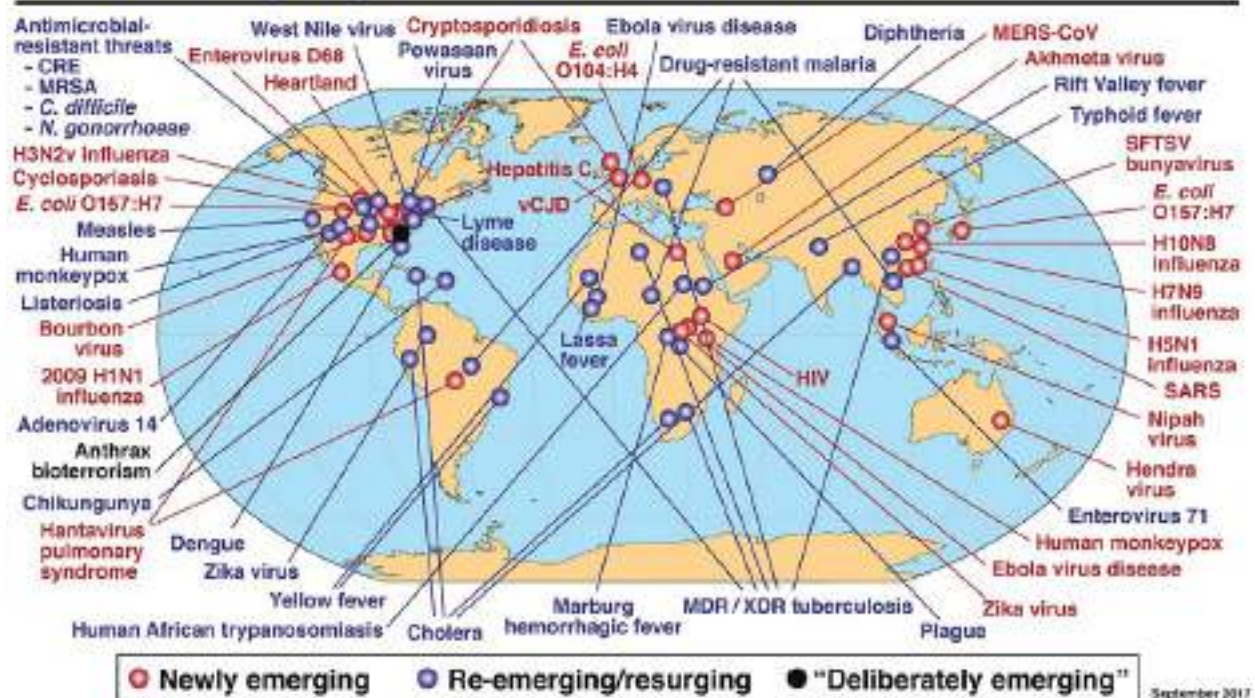 Antimicrobial-
resistant threats
- CRE
- MRSA
- C. difficile
- N. gonorrhoeae
West Nile virus
Enterovirus D68
Heartland
Cryptosporidiosis
Powassan
virus
E. coli
O104:H4
Ebola virus disease
Drug-resistant malaria
Diphtheria
MERS-CoV
Akhmeta virus
Rift Valley fever
Typhoid fever
SFTSV
bunyavirus
E. coli
O157:H7
H10N8
influenza
H7N9
influenza
H5N1
influenza
SARS
Nipah
virus
Hendra
virus
Enterovirus 71
Human monkeypox
Ebola virus disease
Zika virus
Plague
MDR / XDR tuberculosis
Marburg
hemorrhagic fever
Cholera
Human African trypanosomiasis
Yellow fever
Zika virus
Dengue
Hantavirus
pulmonary
syndrome
Chikungunya
Anthrax
bioterrorism
Adenovirus 14
2009 H1N1
influenza
Bourbon
virus
Listeriosis
Human
monkeypox
Measles
E. coli O157:H7
Cyclosporiasis
H3N2v influenza
Hepatitis C
vCJD
Lyme
disease
Lassa
fever
HIV
Newly emerging
Re-emerging/resurging
"Deliberately emerging"
September